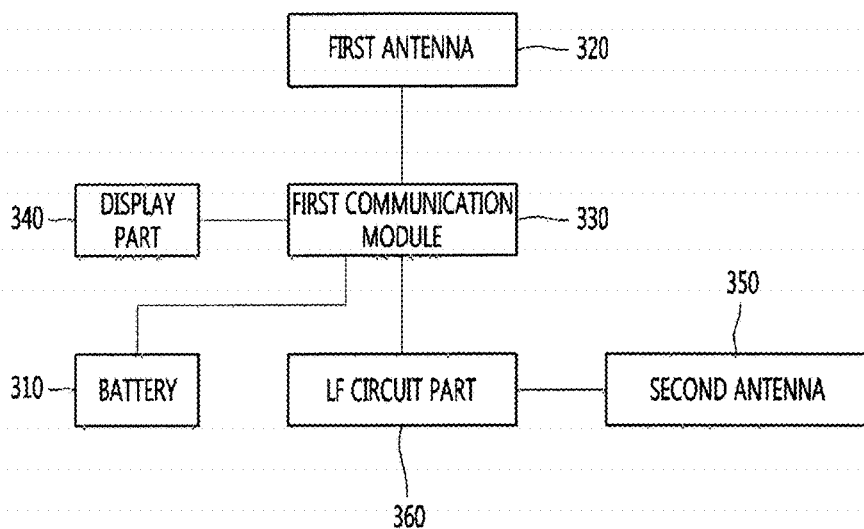 FIRST ANTENNA
320
340
DISPLAY
PART
FIRST COMMUNICATION
MODULE
330
350
310
BATTERY
LF CIRCUIT PART
SECOND ANTENNA
360